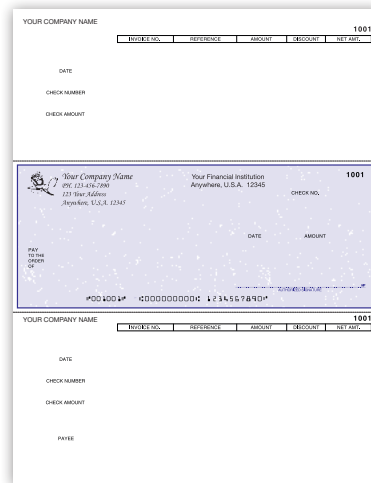 YOUR COMPANY NAME
1001
INVOICE NO. REFERENCE AMOUNT DISCOUNT NET AMT.
DATE
CHECK NUMBER
CHECK AMOUNT
Your Company Name Your Financial Institution 1001
PH. 123-456-7890 Anywhere, U.S.A. 12345
123 Your Address CHECK NO.
Anywhere, U.S.A. 12345
DATE AMOUNT
PAY
TO THE
ORDER
OF
⑈001001⑈ ⑆000000000⑆ 1234567890⑈
YOUR COMPANY NAME
1001
INVOICE NO. REFERENCE AMOUNT DISCOUNT NET AMT.
DATE
CHECK NUMBER
CHECK AMOUNT
PAYEE